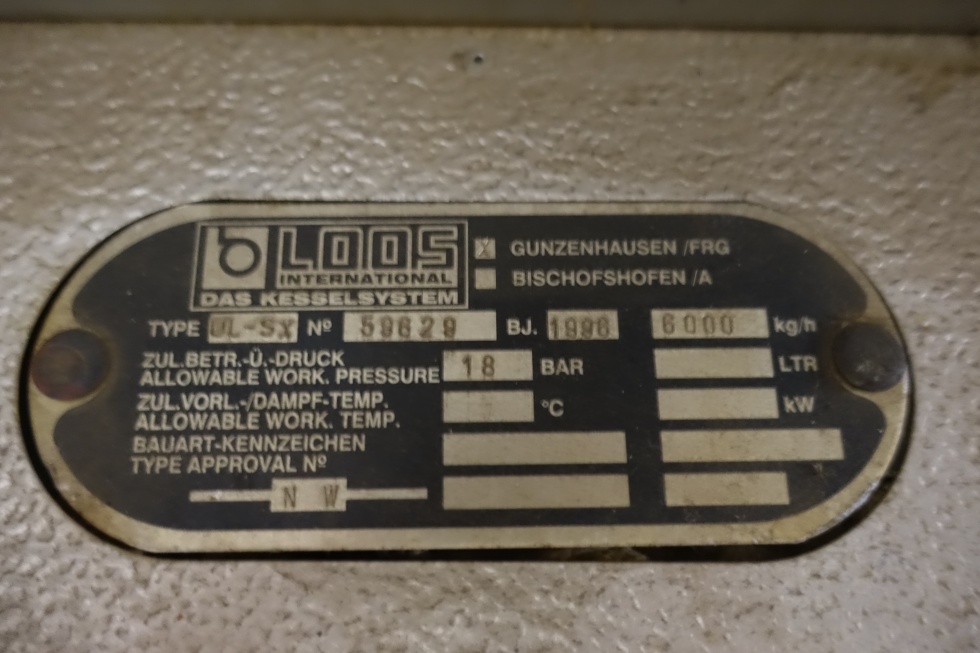 LOOS
INTERNATIONAL
DAS KESSELSYSTEM
X GUNZENHAUSEN /FRG
BISCHOFSHOFEN /A
TYPE UL-SX Nº 59629 BJ. 1996 6000 kg/h
ZUL.BETR.-Ü.-DRUCK
ALLOWABLE WORK. PRESSURE 18 BAR LTR
ZUL.VORL.-/DAMPF-TEMP.
ALLOWABLE WORK. TEMP. °C kW
BAUART-KENNZEICHEN
TYPE APPROVAL Nº
N W